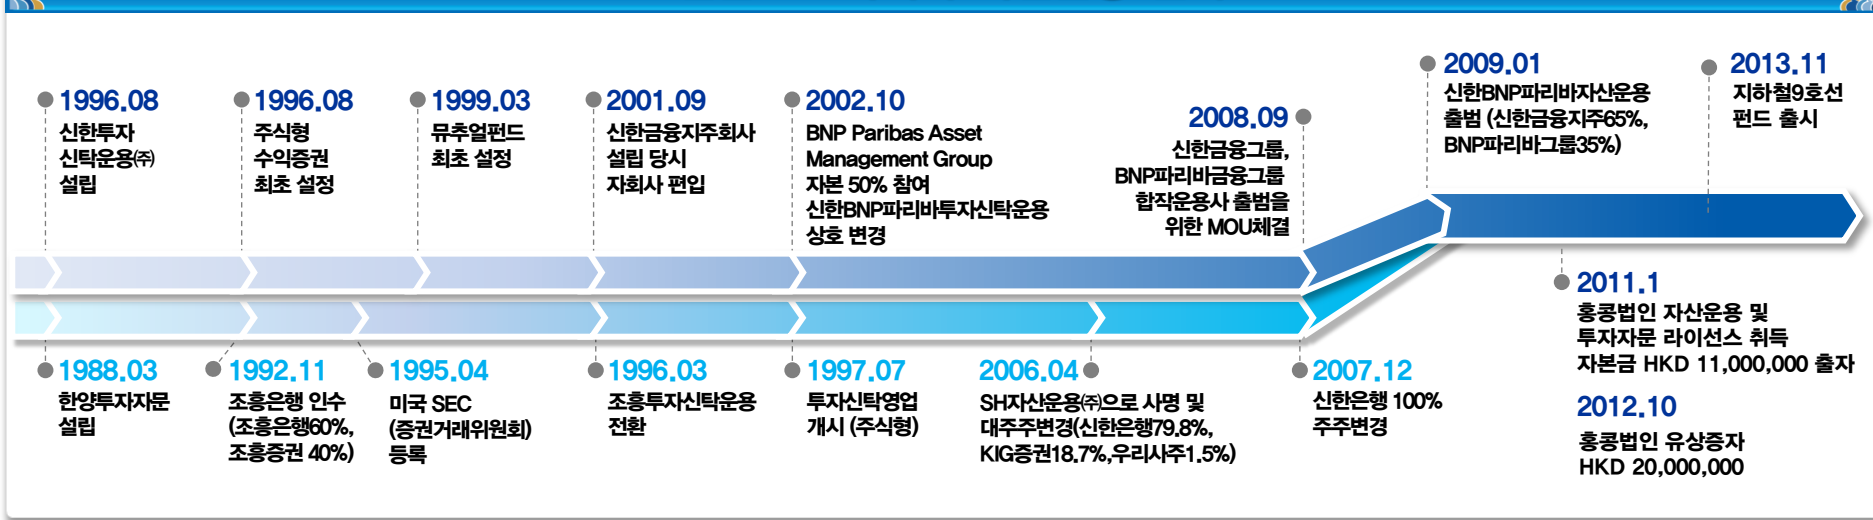 1996.08
신한투자
신탁운용㈜
설립
1996.08
주식형
수익증권
최초 설정
1999.03
뮤추얼펀드
최초 설정
2001.09
신한금융지주회사
설립 당시
자회사 편입
2002.10
BNP Paribas Asset
Management Group
자본 50% 참여
신한BNP파리바투자신탁운용
상호 변경
2008.09
신한금융그룹,
BNP파리바금융그룹
합작운용사 출범을
위한 MOU체결
2009.01
신한BNP파리바자산운용
출범 (신한금융지주65%,
BNP파리바그룹35%)
2013.11
지하철9호선
펀드 출시
1988.03
한양투자자문
설립
1992.11
조흥은행 인수
(조흥은행60%,
조흥증권 40%)
1995.04
미국 SEC
(증권거래위원회)
등록
1996.03
조흥투자신탁운용
전환
1997.07
투자신탁영업
개시 (주식형)
2006.04
SH자산운용㈜으로 사명 및
대주주변경(신한은행79.8%,
KIG증권18.7%,우리사주1.5%)
2007.12
신한은행 100%
주주변경
2011.1
홍콩법인 자산운용 및
투자자문 라이선스 취득
자본금 HKD 11,000,000 출자
2012.10
홍콩법인 유상증자
HKD 20,000,000